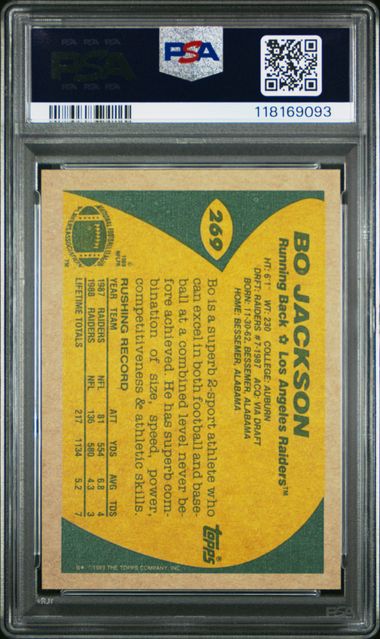 PSA
PSA
118169093
269
BO JACKSON
Running Back ☆ Los Angeles Raiders™
HT: 6'1" WT: 230 COLLEGE: AUBURN
DRFT: RAIDERS #7-1987 ACQ: VIA DRAFT
BORN: 11-30-62, BESSEMER, ALABAMA
HOME: BESSEMER, ALABAMA
Bo is a superb 2-sport athlete who
can excel in both football and base-
ball at a combined level never be-
fore achieved. He has superb com-
bination of size, speed, power,
competitiveness & athletic skills.
RUSHING RECORD
YEAR TEAM ATT YDS AVG TDS
1987 RAIDERS NFL 81 554 6.8 4
1988 RAIDERS NFL 136 580 4.3 3
LIFETIME TOTALS 217 1134 5.2 7
topps
© 1989 THE TOPPS COMPANY, INC.
PSA